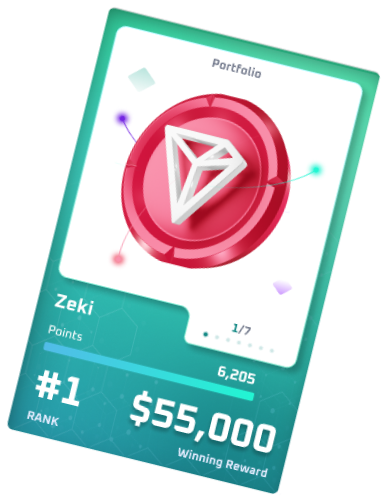 Portfolio
1/7
Zeki
Points
6,205
#1
RANK
$55,000
Winning Reward